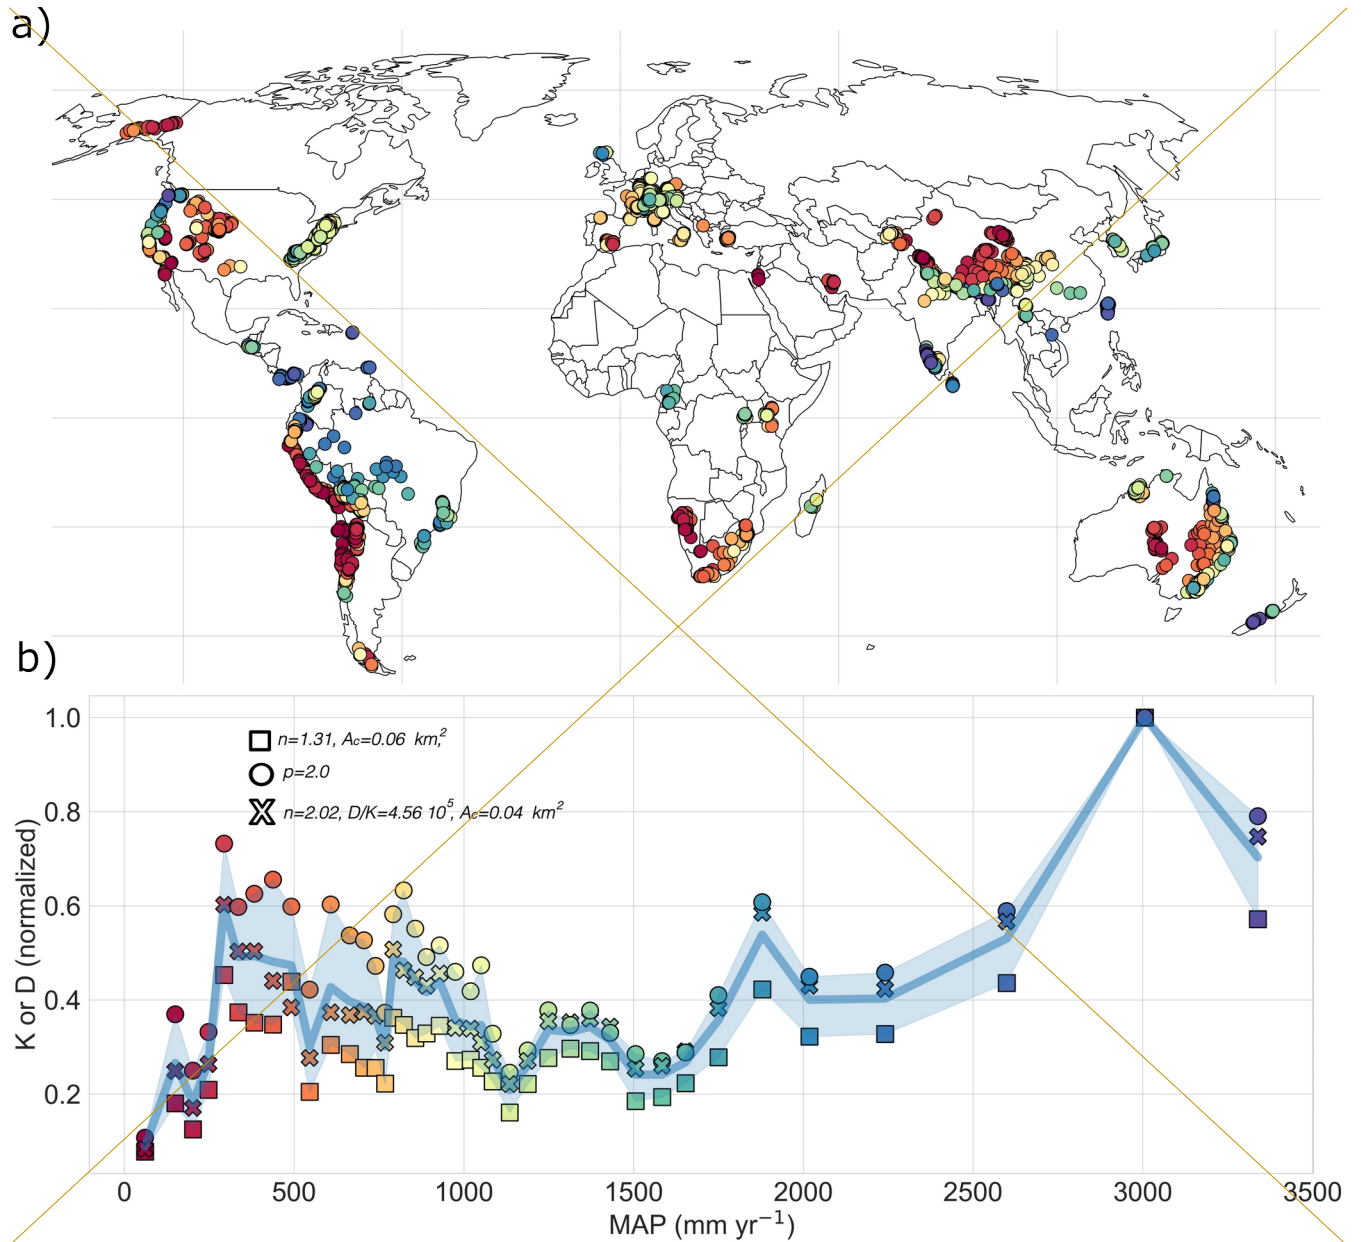 a)
b)
1.0
0.8
0.6
0.4
0.2
K or D (normalized)
n=1.31, Ac=0.06 km,²
p=2.0
n=2.02, D/K=4.56 10⁵, Ac=0.04 km²
0 500 1000 1500 2000 2500 3000 3500
MAP (mm yr⁻¹)